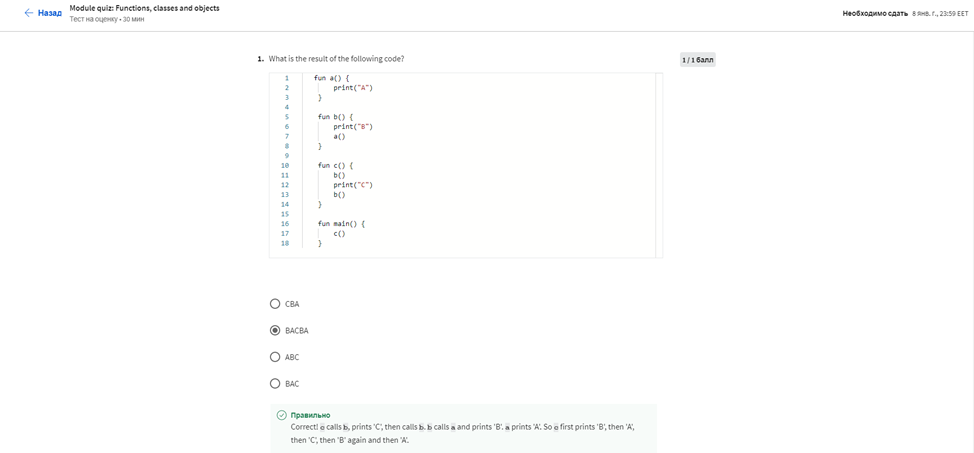 Назад
Module quiz: Functions, classes and objects
Тест на оценку • 30 мин
Необходимо сдать 8 янв. г., 23:59 EET
1. What is the result of the following code?
1 / 1 балл
1 fun a() {
2 print("A")
3 }
4
5 fun b() {
6 print("B")
7 a()
8 }
9
10 fun c() {
11 b()
12 print("C")
13 b()
14 }
15
16 fun main() {
17 c()
18 }
CBA
BACBA
ABC
BAC
Правильно
Correct! c calls b, prints 'C', then calls b. b calls a and prints 'B'. a prints 'A'. So c first prints 'B', then 'A',
then 'C', then 'B' again and then 'A'.